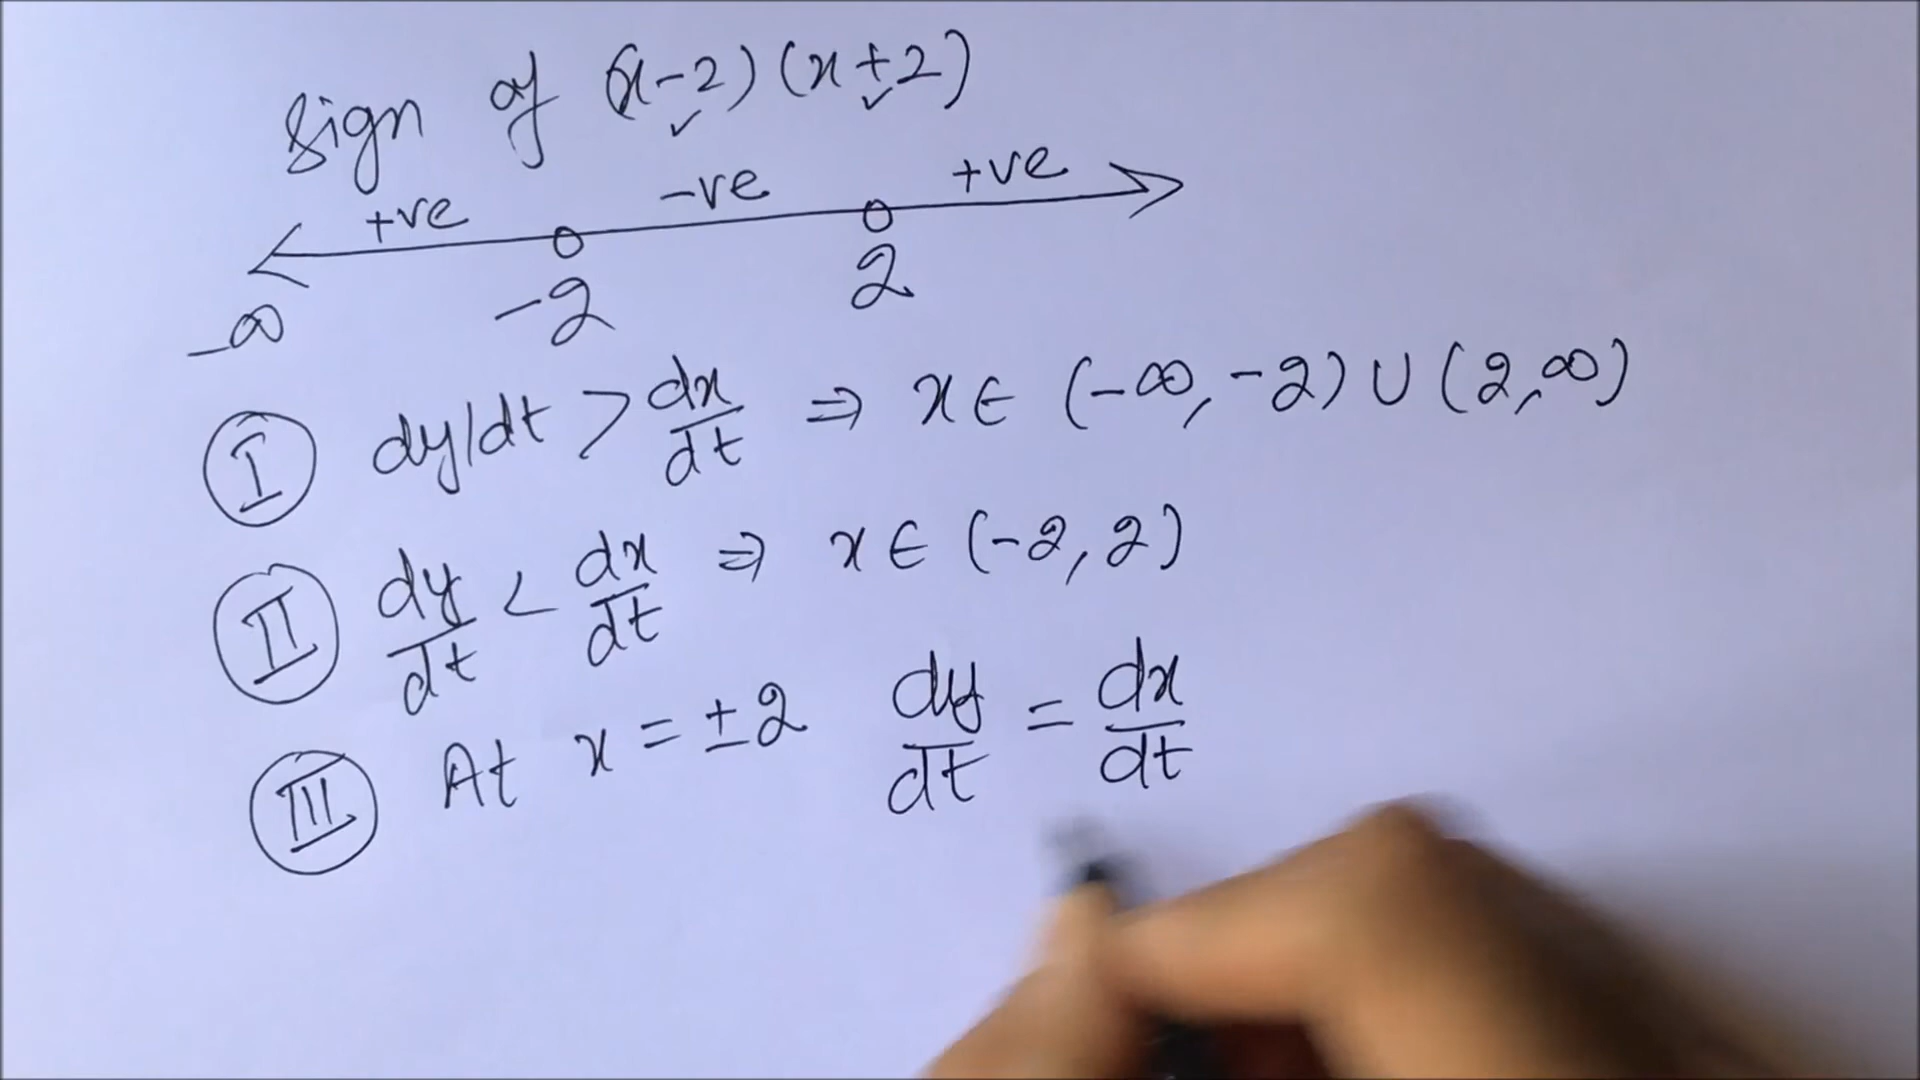 Sign of (x-2)(x+2)
+ve -ve +ve
-∞ -2 2
I dy/dt > dx/dt ⇒ x∈ (-∞,-2)∪(2,∞)
II dy/dt < dx/dt ⇒ x∈ (-2,2)
III At x=±2 dy/dt = dx/dt